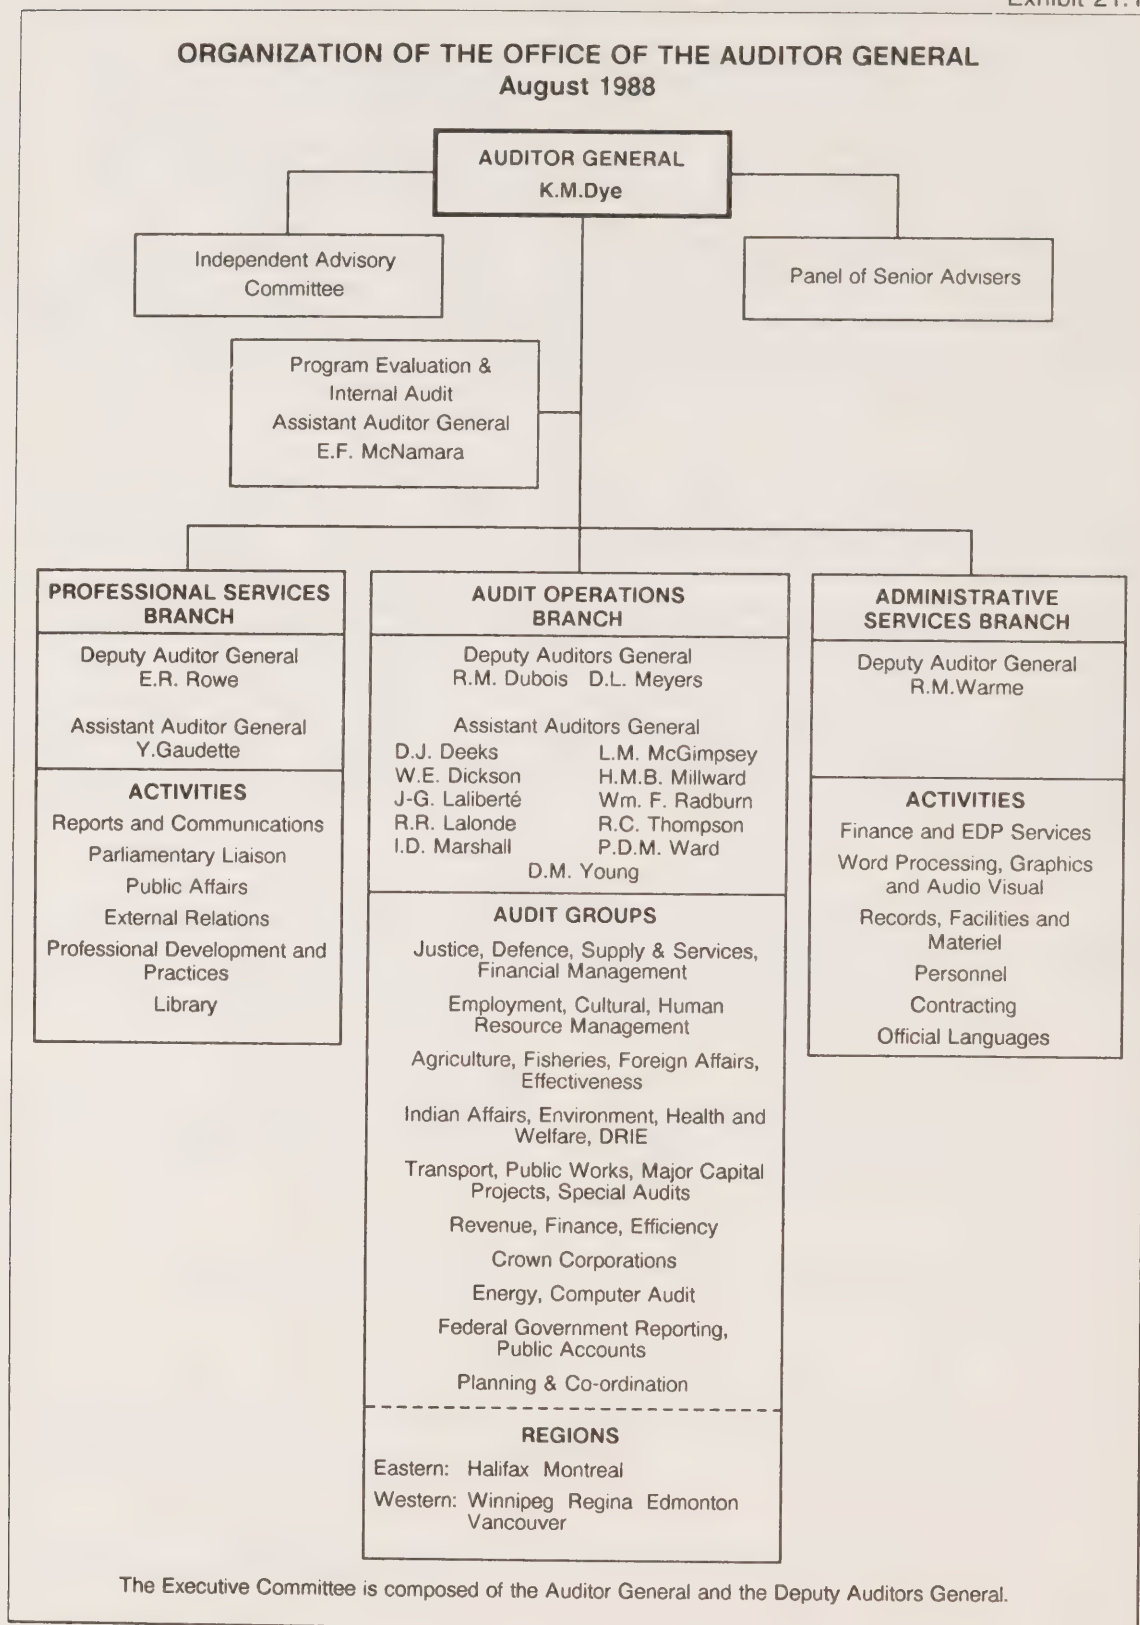 Exhibit 21.
ORGANIZATION OF THE OFFICE OF THE AUDITOR GENERAL
August 1988
AUDITOR GENERAL
K.M.Dye
Independent Advisory
Committee
Panel of Senior Advisers
Program Evaluation &
Internal Audit
Assistant Auditor General
E.F. McNamara
PROFESSIONAL SERVICES
BRANCH
Deputy Auditor General
E.R. Rowe
Assistant Auditor General
Y.Gaudette
ACTIVITIES
Reports and Communications
Parliamentary Liaison
Public Affairs
External Relations
Professional Development and
Practices
Library
AUDIT OPERATIONS
BRANCH
Deputy Auditors General
R.M. Dubois D.L. Meyers
Assistant Auditors General
D.J. Deeks L.M. McGimpsey
W.E. Dickson H.M.B. Millward
J-G. Laliberté Wm. F. Radburn
R.R. Lalonde R.C. Thompson
I.D. Marshall P.D.M. Ward
D.M. Young
AUDIT GROUPS
Justice, Defence, Supply & Services,
Financial Management
Employment, Cultural, Human
Resource Management
Agriculture, Fisheries, Foreign Affairs,
Effectiveness
Indian Affairs, Environment, Health and
Welfare, DRIE
Transport, Public Works, Major Capital
Projects, Special Audits
Revenue, Finance, Efficiency
Crown Corporations
Energy, Computer Audit
Federal Government Reporting,
Public Accounts
Planning & Co-ordination
REGIONS
Eastern: Halifax Montreal
Western: Winnipeg Regina Edmonton
Vancouver
ADMINISTRATIVE
SERVICES BRANCH
Deputy Auditor General
R.M.Warme
ACTIVITIES
Finance and EDP Services
Word Processing, Graphics
and Audio Visual
Records, Facilities and
Materiel
Personnel
Contracting
Official Languages
The Executive Committee is composed of the Auditor General and the Deputy Auditors General.